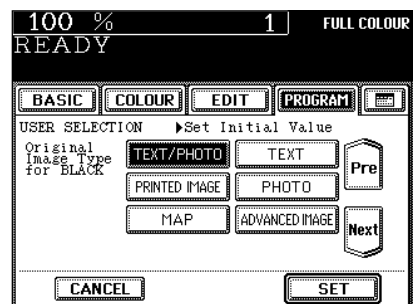 100 % 1 FULL COLOUR
READY
BASIC COLOUR EDIT PROGRAM
USER SELECTION ▶Set Initial Value
Original
Image Type
for BLACK
TEXT/PHOTO TEXT
PRINTED IMAGE PHOTO
MAP ADVANCED IMAGE
Pre
Next
CANCEL SET